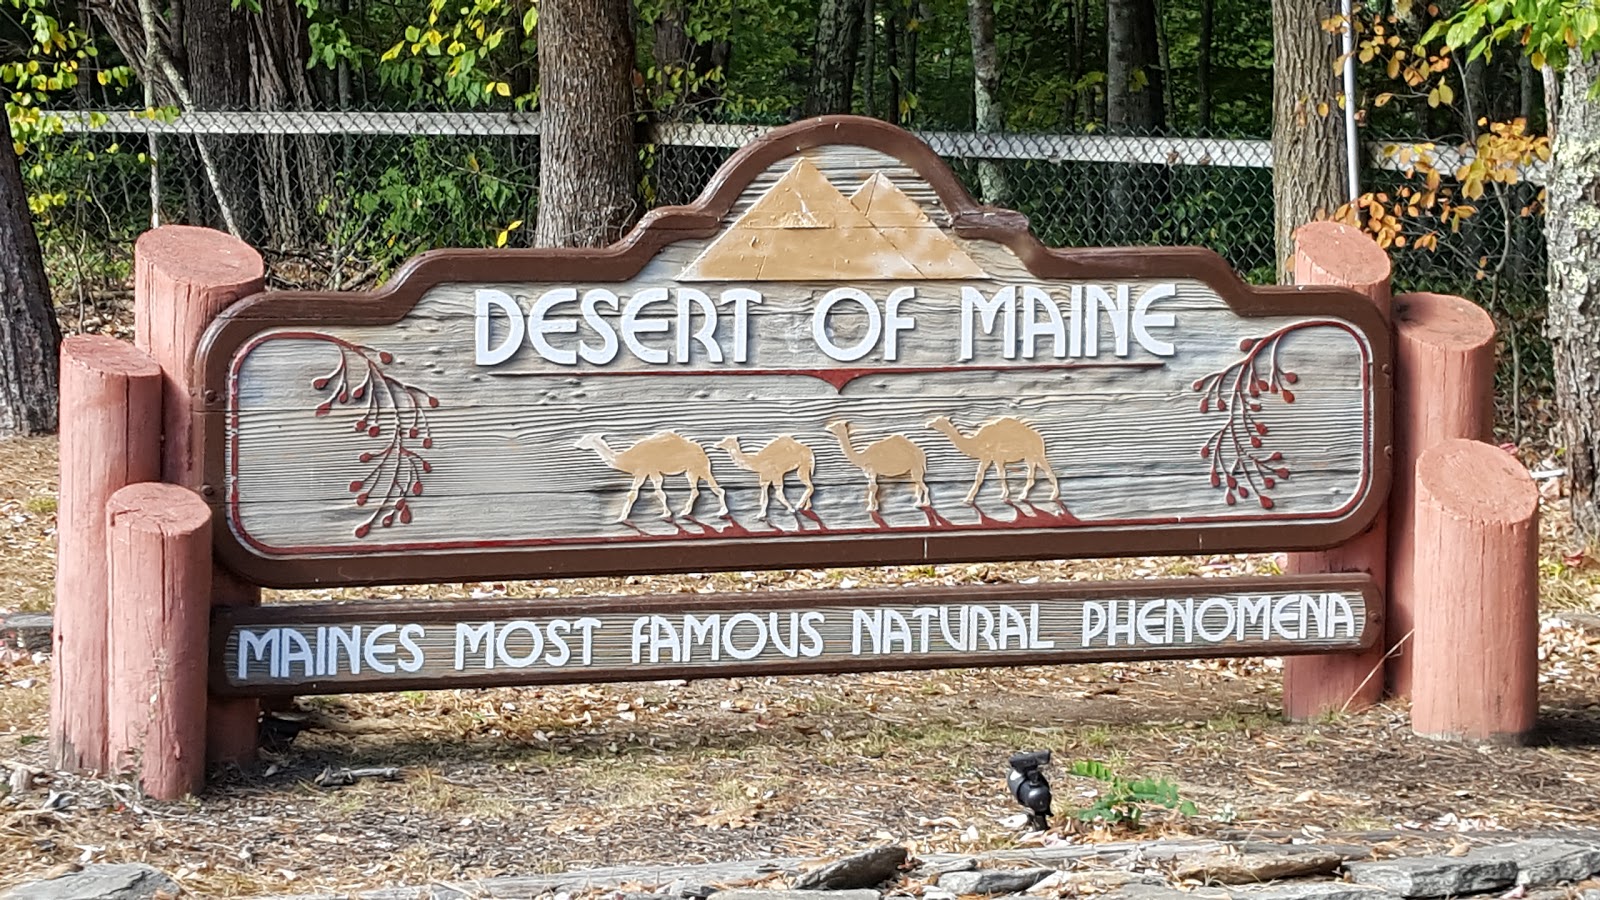 DESERT OF MAINE
MAINES MOST FAMOUS NATURAL PHENOMENA